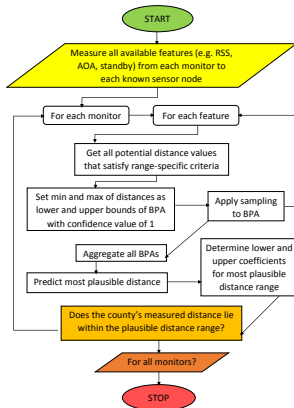 START
Measure all available features (e.g. RSS,
AOA, standby) from each monitor to
each known sensor node
For each monitor
For each feature
Get all potential distance values
that satisfy range-specific criteria
Set min and max of distances as
lower and upper bounds of BPA
with confidence value of 1
Apply sampling
to BPA
Aggregate all BPAs
Predict most plausible distance
Determine lower and
upper coefficients
for most plausible
distance range
Does the county's measured distance lie
within the plausible distance range?
For all monitors?
STOP